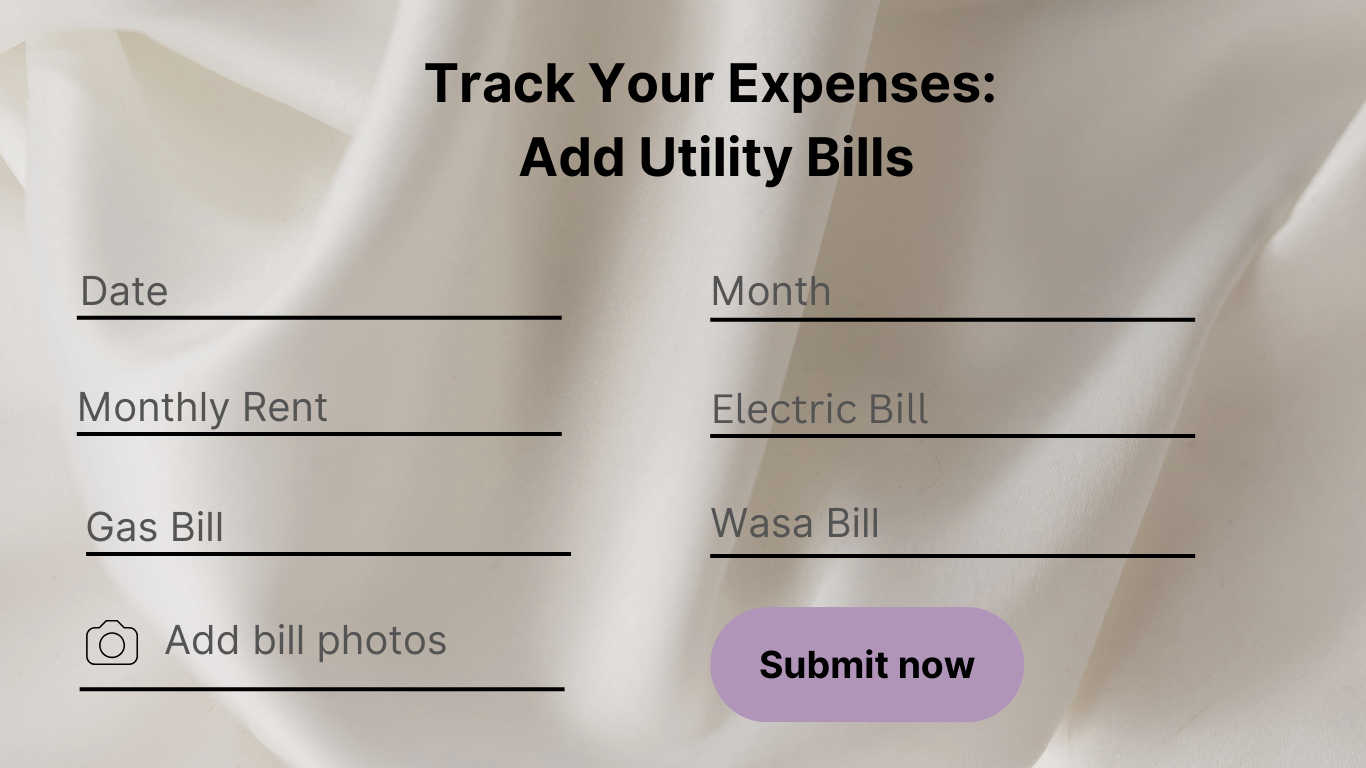 Track Your Expenses:
Add Utility Bills
Date
Month
Monthly Rent
Electric Bill
Gas Bill
Wasa Bill
Add bill photos
Submit now